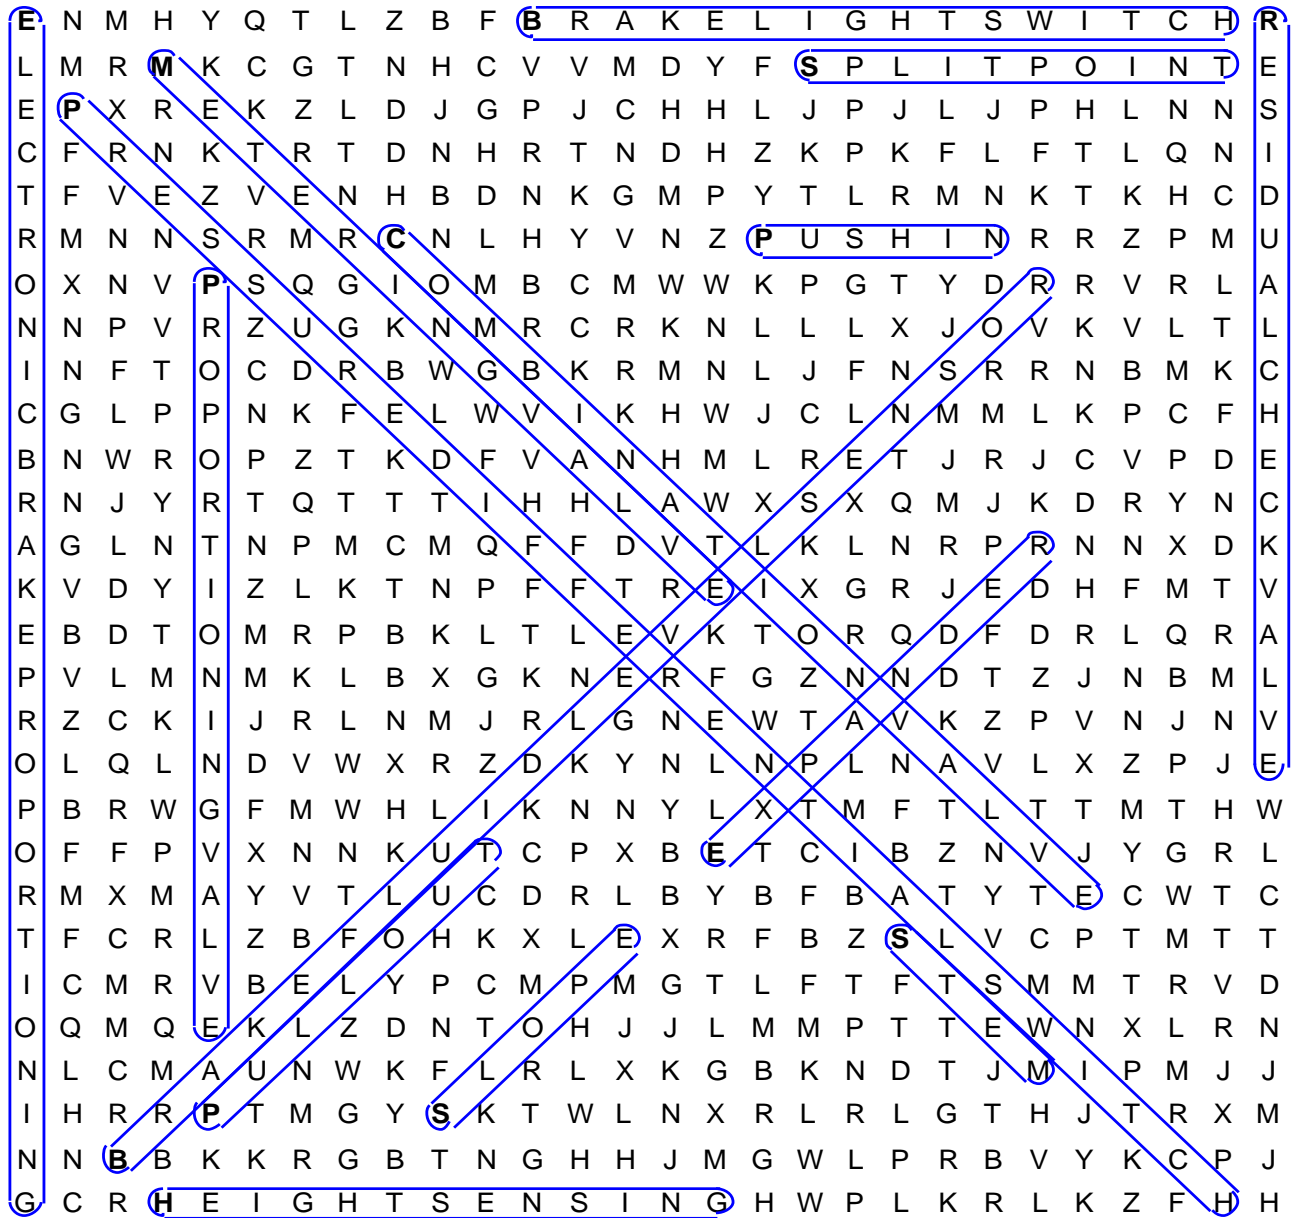 E N M H Y Q T L Z B F B R A K E L I G H T S W I T C H R
L M R M K C G T N H C V V M D Y F S P L I T P O I N T E
E P X R E K Z L D J G P J C H H L J P J L J P H L N N S
C F R N K T R T D N H R T N D H Z K P K F L F T L Q N I
T F V E Z V E N H B D N K G M P Y T L R M N K T K H C D
R M N N S R M R C N L H Y V N Z P U S H I N R R Z P M U
O X N V P S Q G I O M B C M W W K P G T Y D R R V R L A
N N P V R Z U G K N M R C R K N L L L X J O V K V L T L
I N F T O C D R B W G B K R M N L J F N S R R N B M K C
C G L P P N K F E L W V I K H W J C L N M M L K P C F H
B N W R O P Z T K D F V A N H M L R E T J R J C V P D E
R N J Y R T Q T T T I H H L A W X S X Q M J K D R Y N C
A G L N T N P M C M Q F F D V T L K L N R P R N N X D K
K V D Y I Z L K T N P F F T R E I X G R J E D H F M T V
E B D T O M R P B K L T L E V K T O R Q D F D R L Q R A
P V L M N M K L B X G K N E R F G Z N N D T Z J N B M L
R Z C K I J R L N M J R L G N E W T A V K Z P V N J N V
O L Q L N D V W X R Z D K Y N L N P L N A V L X Z P J E
P B R W G F M W H L I K N N Y L X T M F T L T T M T H W
O F F P V X N N K U T C P X B E T C I B Z N V J Y G R L
R M X M A Y V T L U C D R L B Y B F B A T Y T E C W T C
T F C R L Z B F O H K X L E X R F B Z S L V C P T M T T
I C M R V B E L Y P C M P M G T L F T F T S M M T R V D
O Q M Q E K L Z D N T O H J J L M M P T T E W N X L R N
N L C M A U N W K F L R L X K G B K N D T J M I P M J J
I H R R P T M G Y S K T W L N X R L R L G T H J T R X M
N N B B K K R G B T N G H H J M G W L P R B V Y K C P J
G C R H E I G H T S E N S I N G H W P L K R L K Z F H H